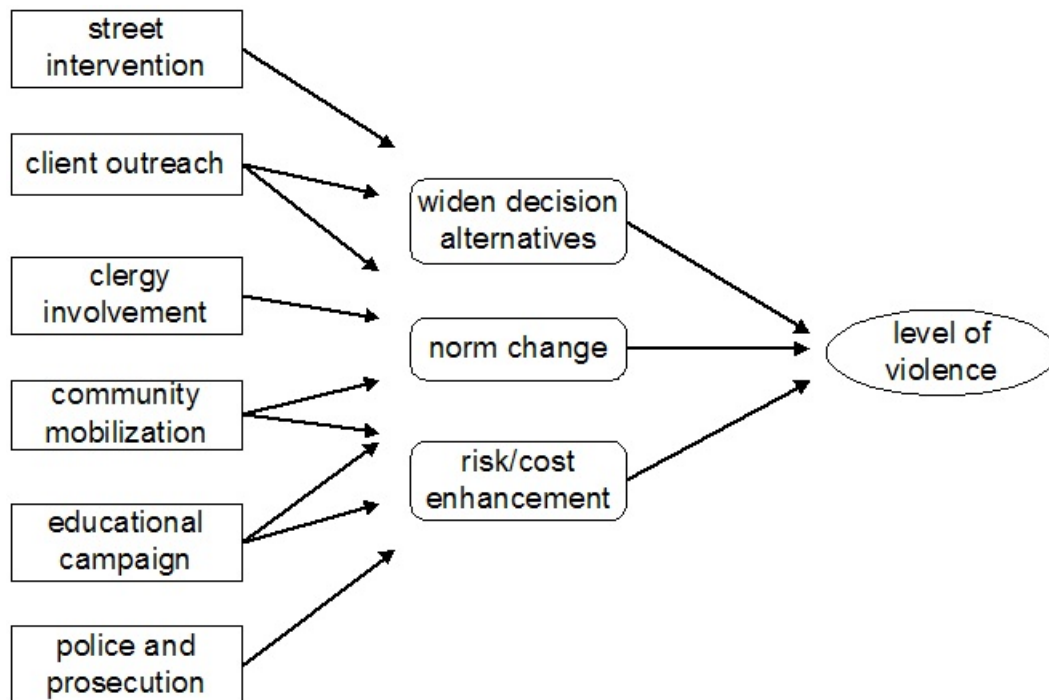 street
intervention
client outreach
clergy
involvement
community
mobilization
educational
campaign
police and
prosecution
widen decision
alternatives
norm change
risk/cost
enhancement
level of
violence